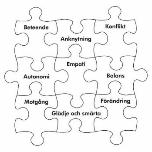 Beteende
Konflikt
Anknytning
Empati
Autonomi
Balans
Motgång
Förändring
Glädje och smärta